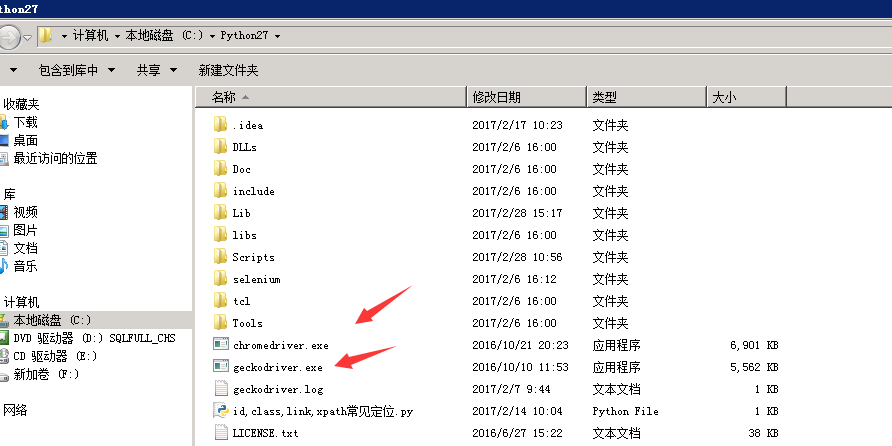 thon27
计算机 本地磁盘 (C:) Python27
包含到库中 共享 新建文件夹
名称 修改日期 类型 大小
收藏夹
下载
桌面
最近访问的位置
库
视频
图片
文档
音乐
计算机
本地磁盘 (C:)
DVD 驱动器 (D:) SQLFULL_CHS
CD 驱动器 (E:)
新加卷 (F:)
网络
.idea 2017/2/17 10:23 文件夹
DLLs 2017/2/6 16:00 文件夹
Doc 2017/2/6 16:00 文件夹
include 2017/2/6 16:00 文件夹
Lib 2017/2/28 15:17 文件夹
libs 2017/2/6 16:00 文件夹
Scripts 2017/2/28 10:56 文件夹
selenium 2017/2/6 16:12 文件夹
tcl 2017/2/6 16:00 文件夹
Tools 2017/2/6 16:00 文件夹
chromedriver.exe 2016/10/21 20:23 应用程序 6,901 KB
geckodriver.exe 2016/10/10 11:53 应用程序 5,562 KB
geckodriver.log 2017/2/7 9:44 文本文档 1 KB
id,class,link,xpath常见定位.py 2017/2/14 10:04 Python File 1 KB
LICENSE.txt 2016/6/27 15:22 文本文档 38 KB